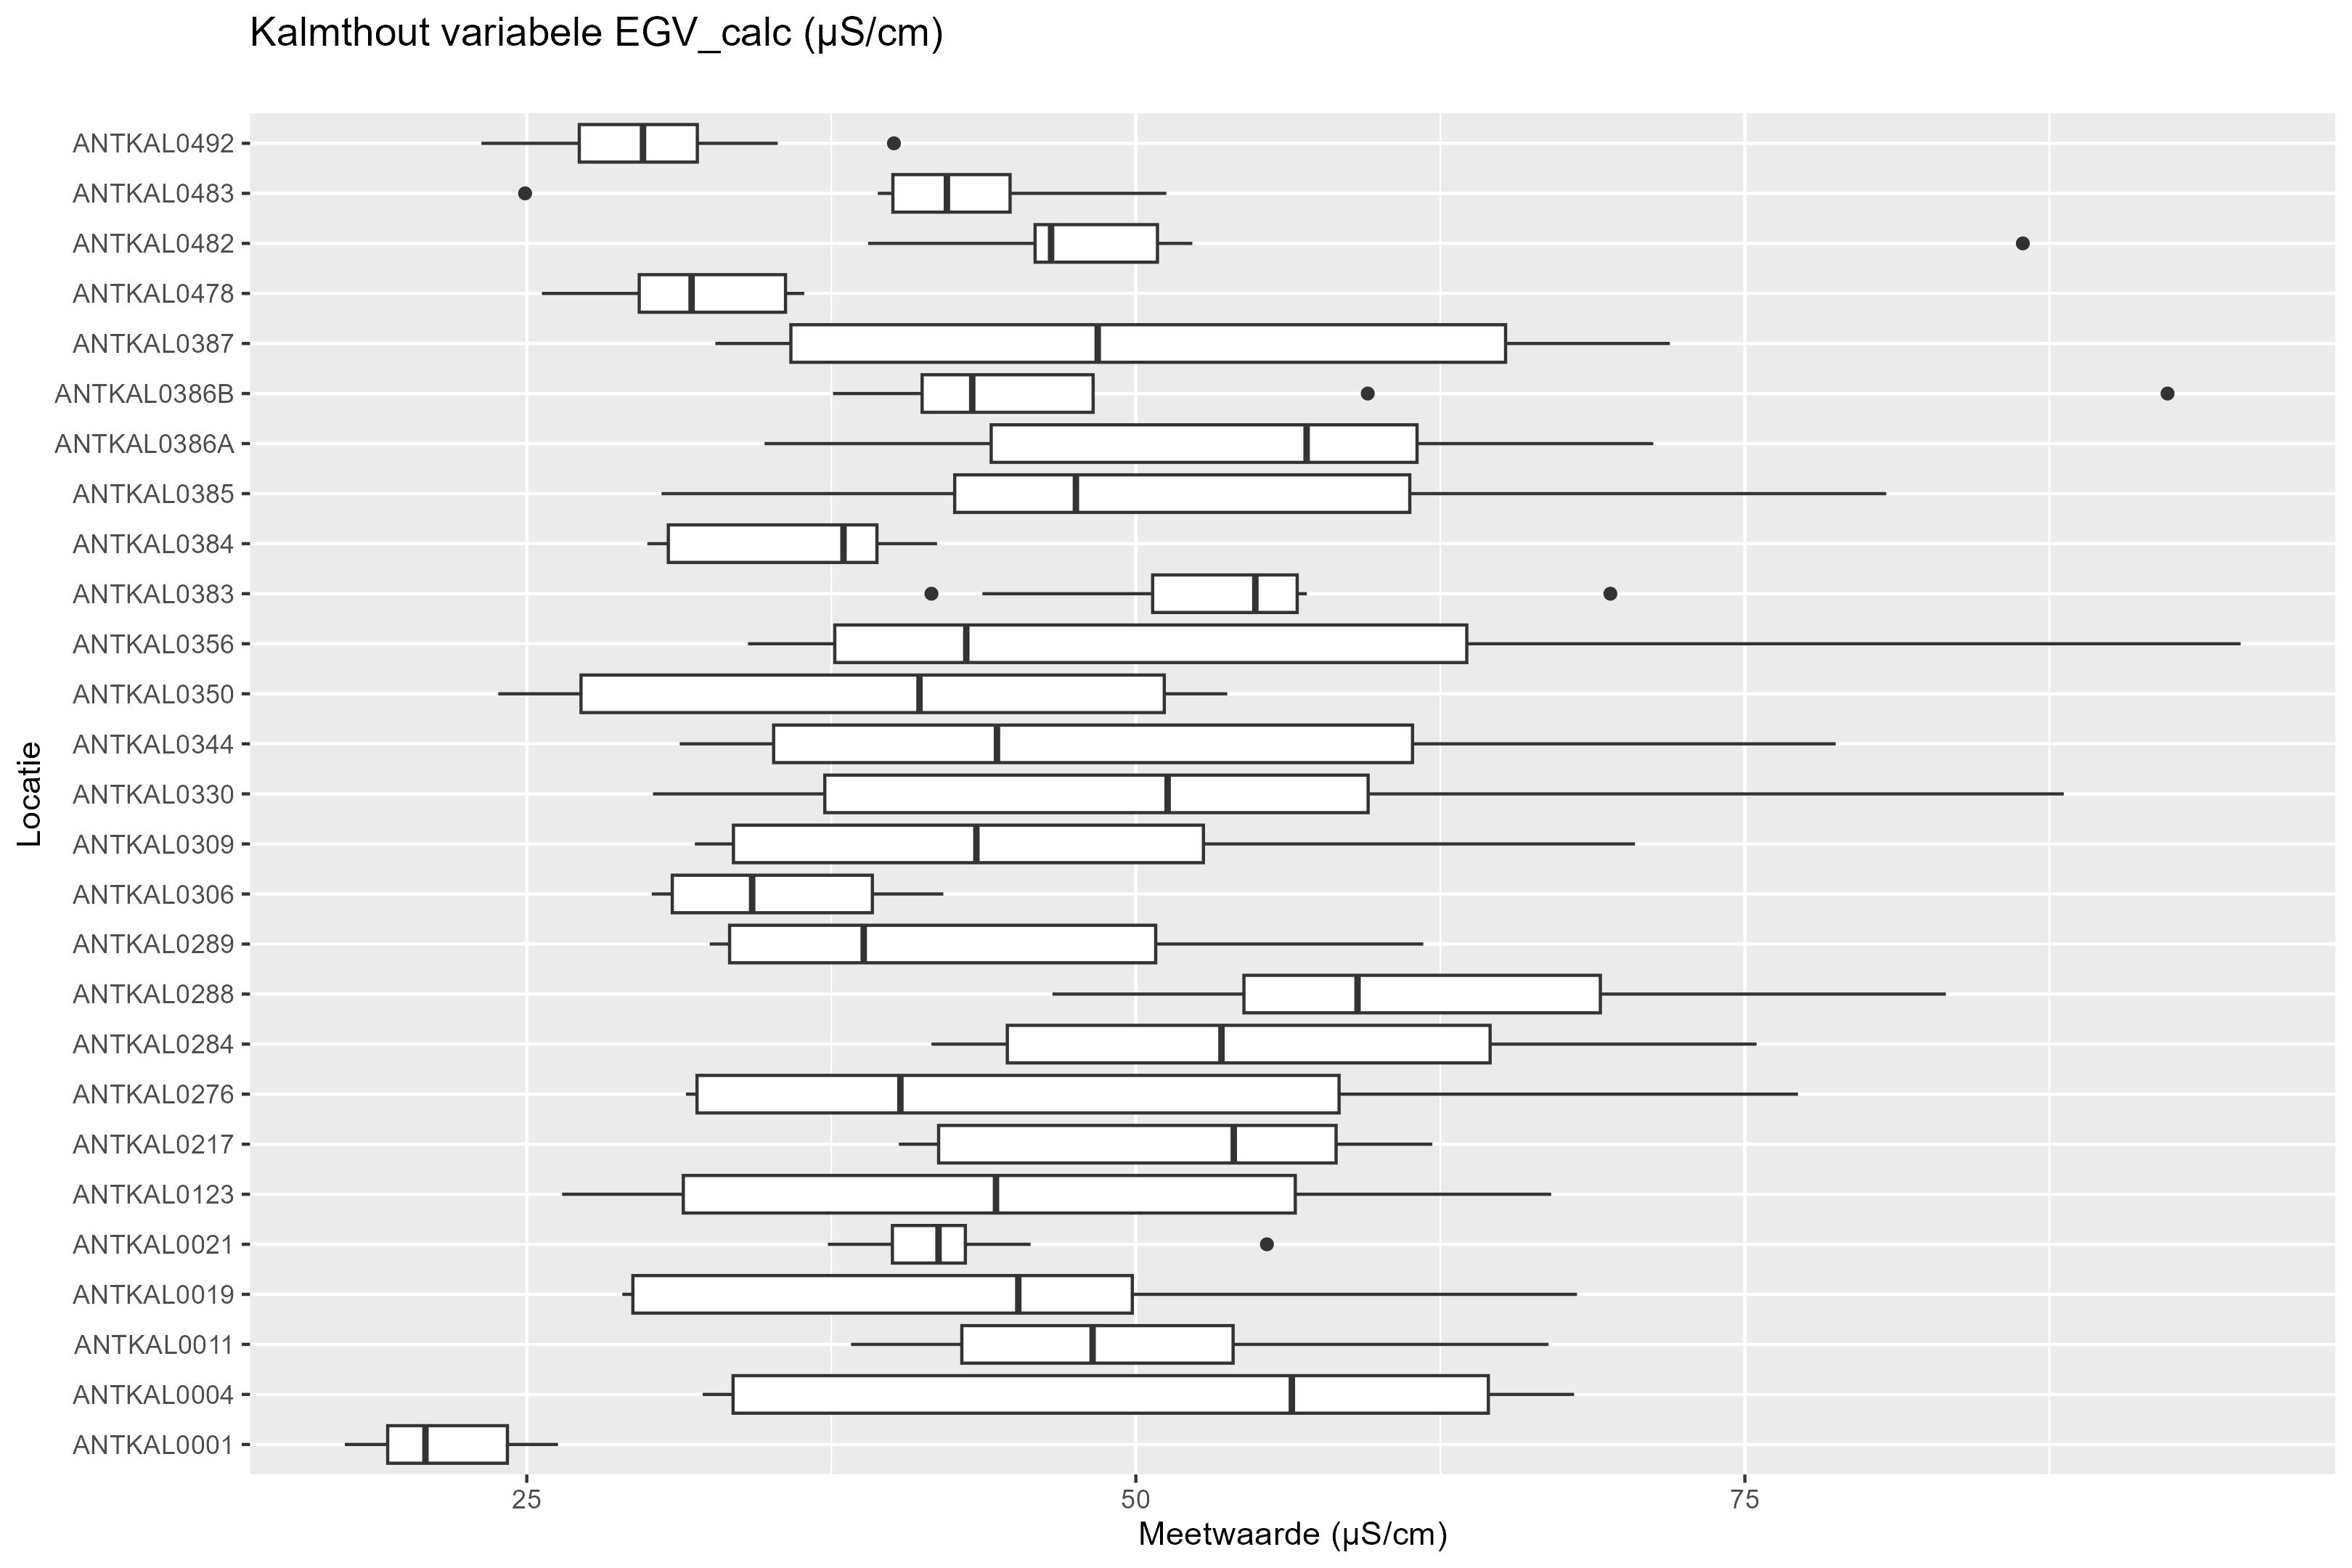 Kalmthout variabele EGV_calc (µS/cm)
ANTKAL0492
ANTKAL0483
ANTKAL0482
ANTKAL0478
ANTKAL0387
ANTKAL0386B
ANTKAL0386A
ANTKAL0385
ANTKAL0384
ANTKAL0383
ANTKAL0356
ANTKAL0350
ANTKAL0344
ANTKAL0330
ANTKAL0309
ANTKAL0306
ANTKAL0289
ANTKAL0288
ANTKAL0284
ANTKAL0276
ANTKAL0217
ANTKAL0123
ANTKAL0021
ANTKAL0019
ANTKAL0011
ANTKAL0004
ANTKAL0001
Locatie
25 50 75
Meetwaarde (µS/cm)